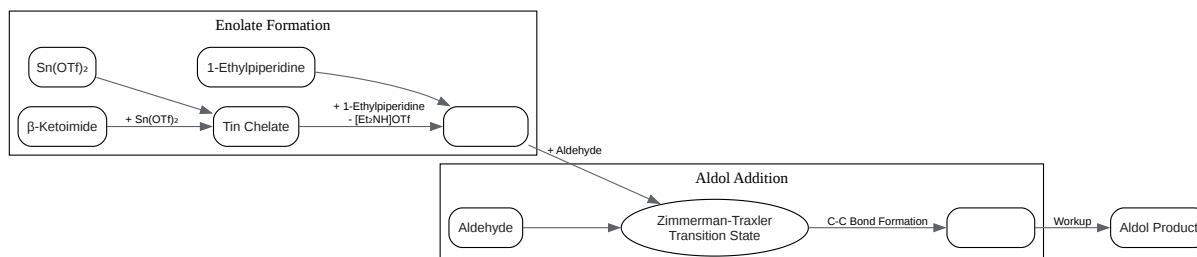 Enolate Formation
Sn(OTf)₂
1-Ethylpiperidine
β-Ketoimide
+ Sn(OTf)₂
Tin Chelate
+ 1-Ethylpiperidine
- [Et₂NH]OTf
+ Aldehyde
Aldol Addition
Aldehyde
Zimmerman-Traxler
Transition State
C-C Bond Formation
Workup
Aldol Product